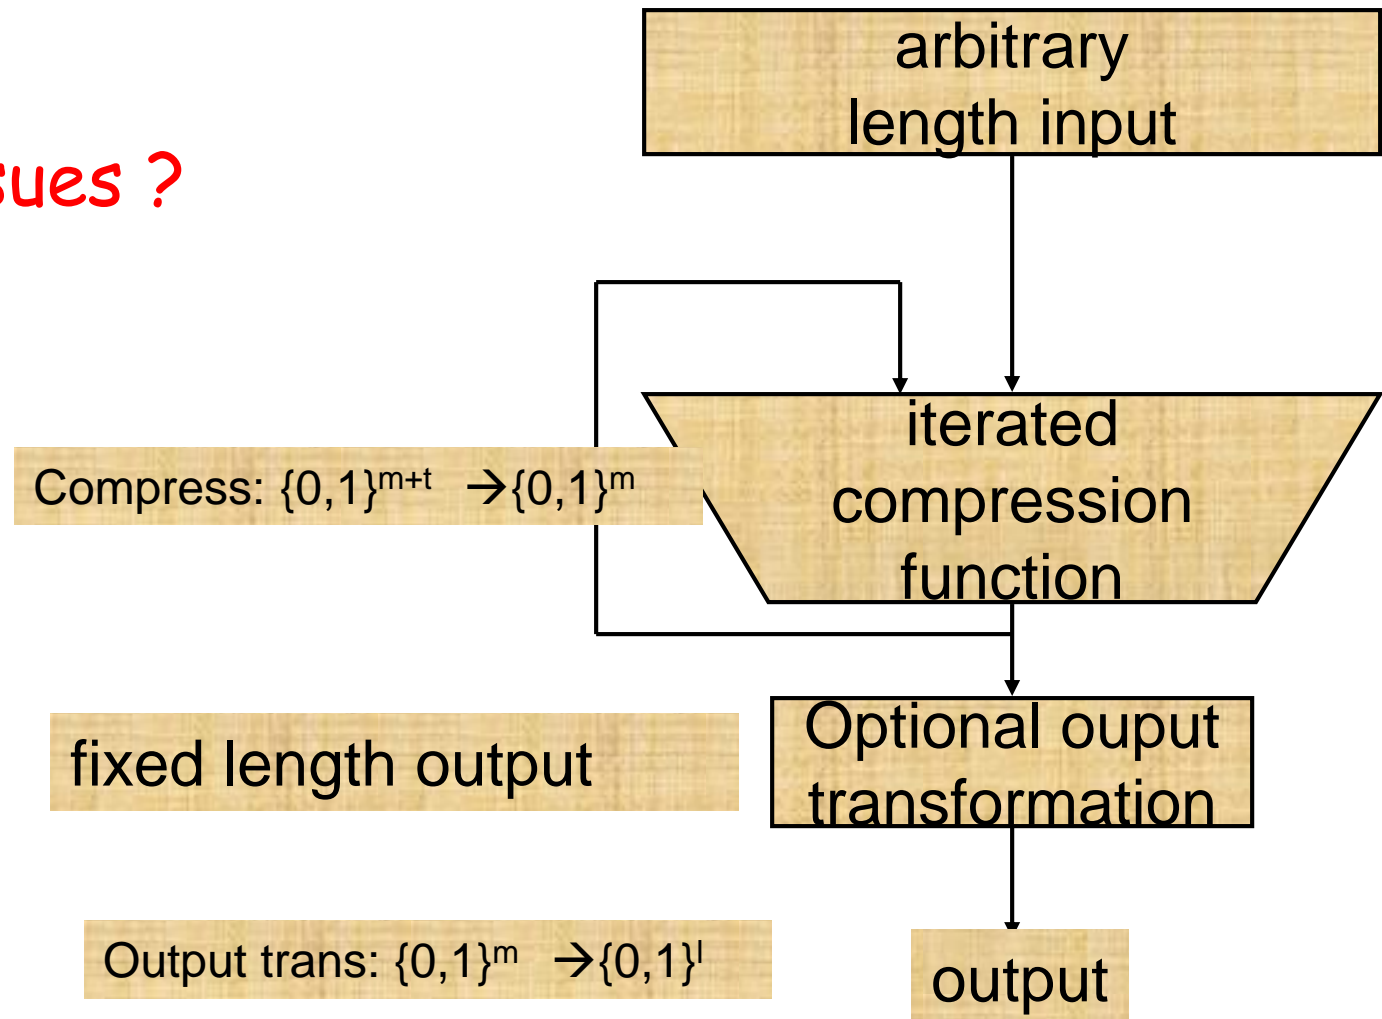 arbitrary
length input
sues ?
iterated
compression
function
Compress: {0,1}ᵐ⁺ᵗ →{0,1}ᵐ
Optional ouput
transformation
fixed length output
Output trans: {0,1}ᵐ →{0,1}ˡ
output